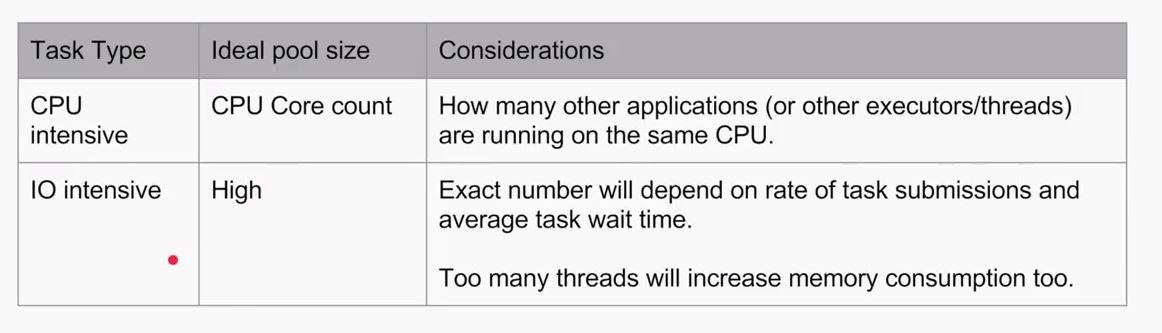 Task Type
Ideal pool size
Considerations
CPU
intensive
CPU Core count
How many other applications (or other executors/threads)
are running on the same CPU.
IO intensive
High
Exact number will depend on rate of task submissions and
average task wait time.
Too many threads will increase memory consumption too.